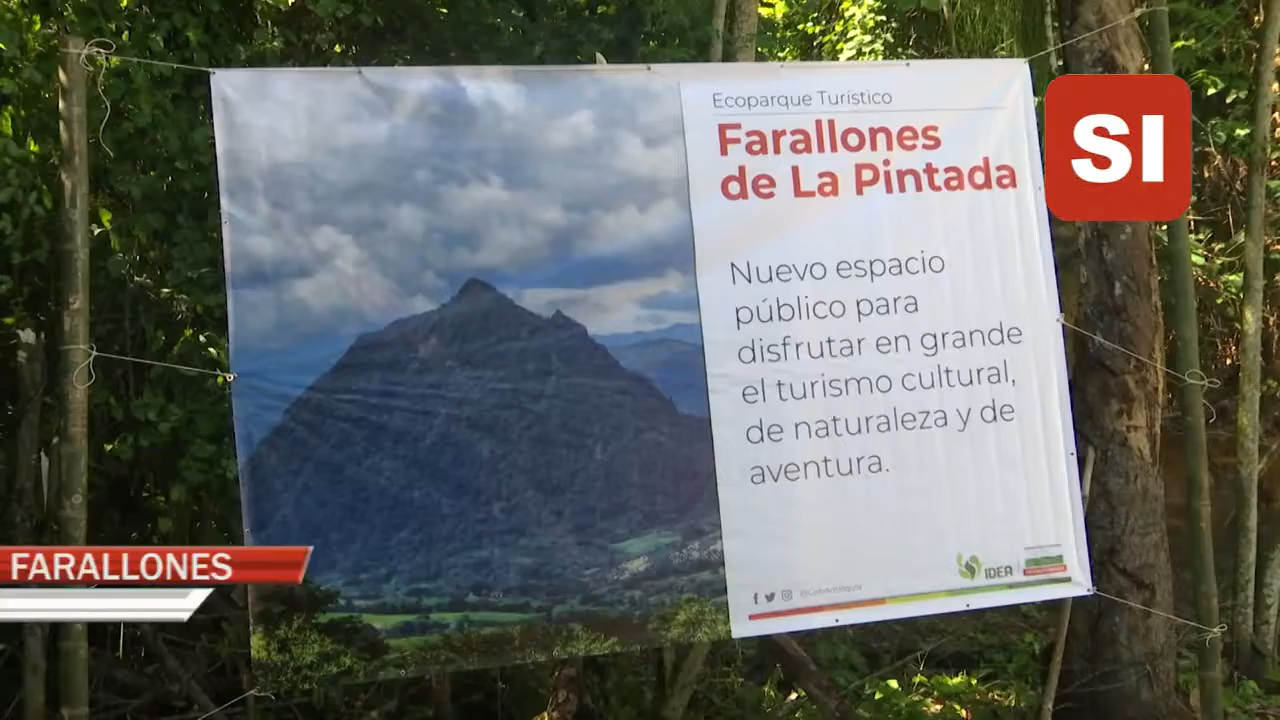 Ecoparque Turístico
Farallones
de La Pintada
SI
Nuevo espacio
público para
disfrutar en grande
el turismo cultural,
de naturaleza y de
aventura.
FARALLONES
IDEA